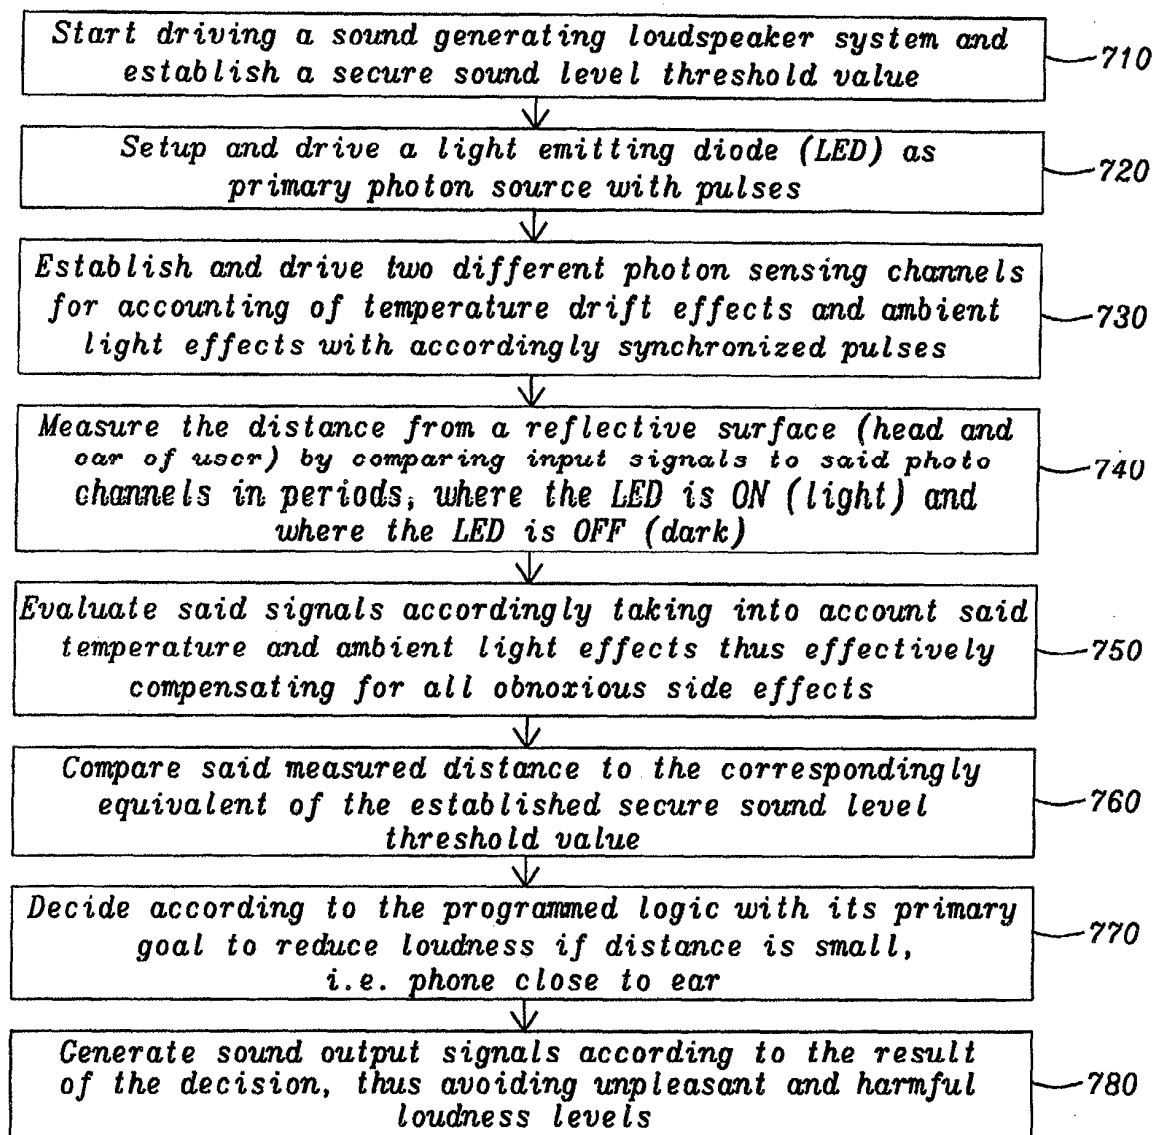 Start driving a sound generating loudspeaker system and
establish a secure sound level threshold value
710
Setup and drive a light emitting diode (LED) as
primary photon source with pulses
720
Establish and drive two different photon sensing channels
for accounting of temperature drift effects and ambient
light effects with accordingly synchronized pulses
730
Measure the distance from a reflective surface (head and
ear of user) by comparing input signals to said photo
channels in periods, where the LED is ON (light) and
where the LED is OFF (dark)
740
Evaluate said signals accordingly taking into account said
temperature and ambient light effects thus effectively
compensating for all obnoxious side effects
750
Compare said measured distance to the correspondingly
equivalent of the established secure sound level
threshold value
760
Decide according to the programmed logic with its primary
goal to reduce loudness if distance is small,
i.e. phone close to ear
770
Generate sound output signals according to the result
of the decision, thus avoiding unpleasant and harmful
loudness levels
780